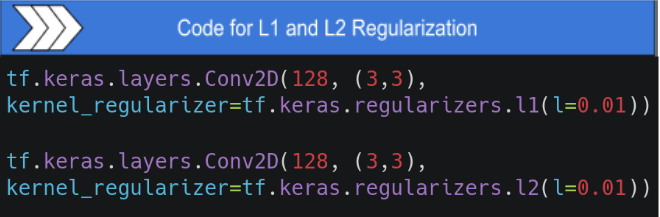 Code for L1 and L2 Regularization
tf.keras.layers.Conv2D(128, (3,3),
kernel_regularizer=tf.keras.regularizers.l1(l=0.01))
tf.keras.layers.Conv2D(128, (3,3),
kernel_regularizer=tf.keras.regularizers.l2(l=0.01))